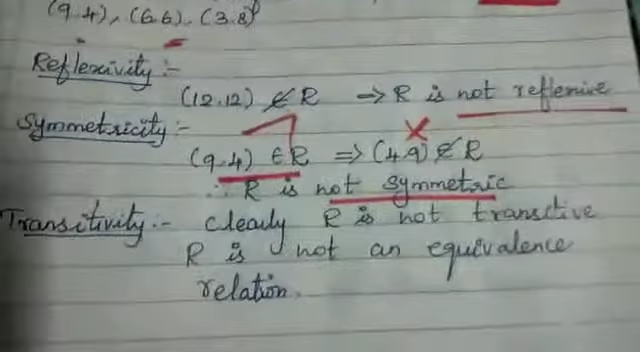 (9.4), (6.6), (3.8)}
Reflexivity :-
(12.12) ∉ R ⇒ R is not reflexive
Symmetricity :-
(9.4) ∈ R ⇒ (4.9) ∉ R
∴ R is not symmetric
Transitivity :- clearly R is not transitive
R is not an equivalence
relation.